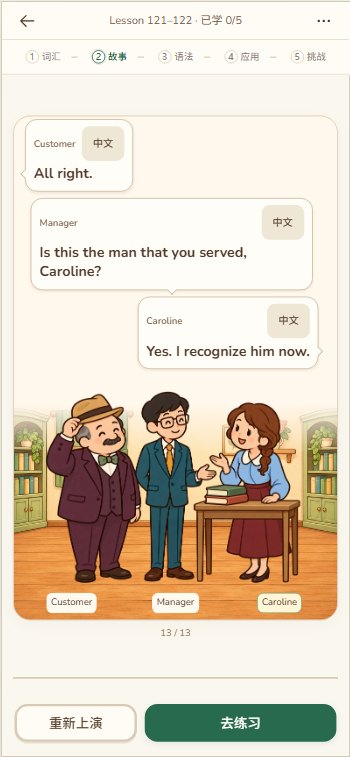 Lesson 121–122 · 已学 0/5
1 词汇 – 2 故事 – 3 语法 – 4 应用 – 5 挑战
Customer 中文
All right.
Manager 中文
Is this the man that you served,
Caroline?
Caroline 中文
Yes. I recognize him now.
Customer Manager Caroline
13 / 13
重新上演 去练习